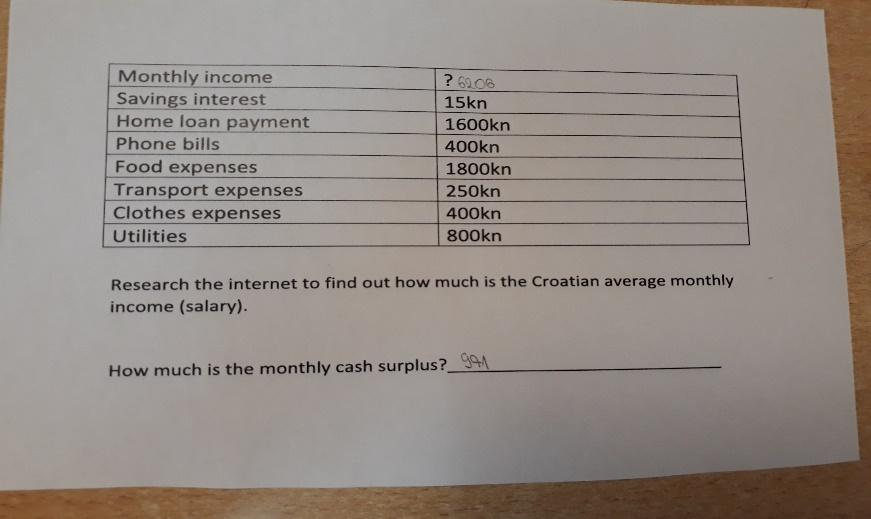 Monthly income ? 6206
Savings interest 15kn
Home loan payment 1600kn
Phone bills 400kn
Food expenses 1800kn
Transport expenses 250kn
Clothes expenses 400kn
Utilities 800kn
Research the internet to find out how much is the Croatian average monthly
income (salary).
How much is the monthly cash surplus? 971